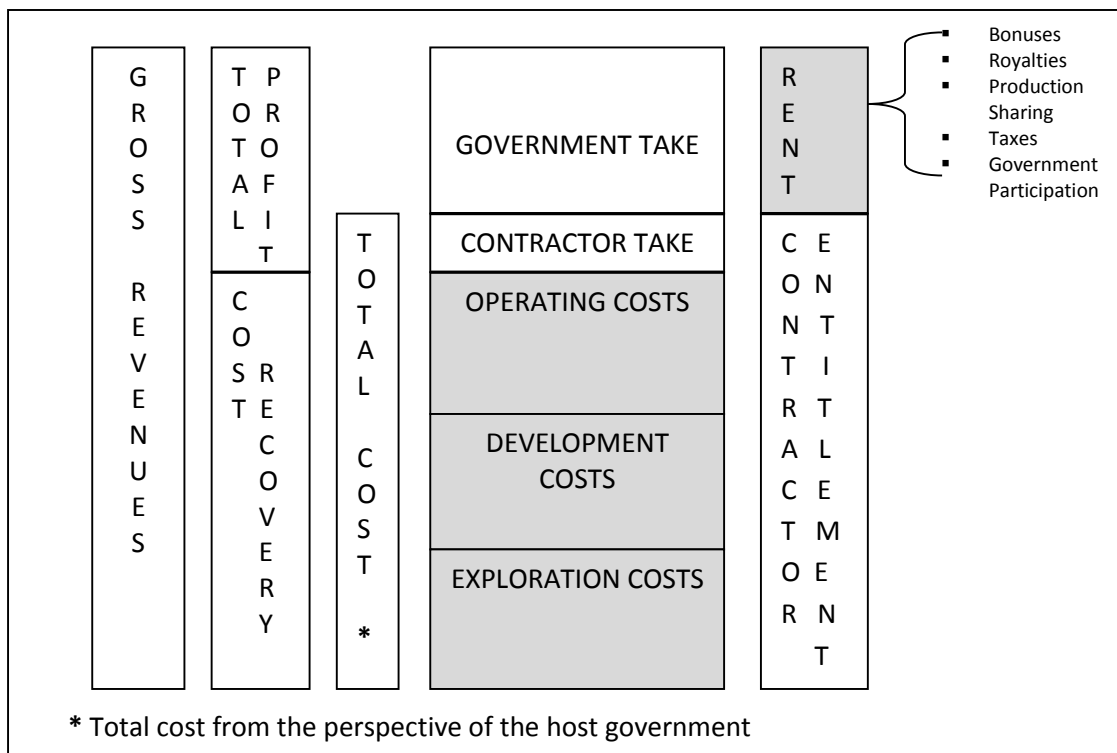 GROSS REVENUES
TOTAL
PROFIT
COST
RECOVERY
TOTAL COST *
GOVERNMENT TAKE
CONTRACTOR TAKE
OPERATING COSTS
DEVELOPMENT
COSTS
EXPLORATION COSTS
RENT
CONTRACTOR
ENTITLEMENT
▪ Bonuses
▪ Royalties
▪ Production
Sharing
▪ Taxes
▪ Government
Participation
* Total cost from the perspective of the host government